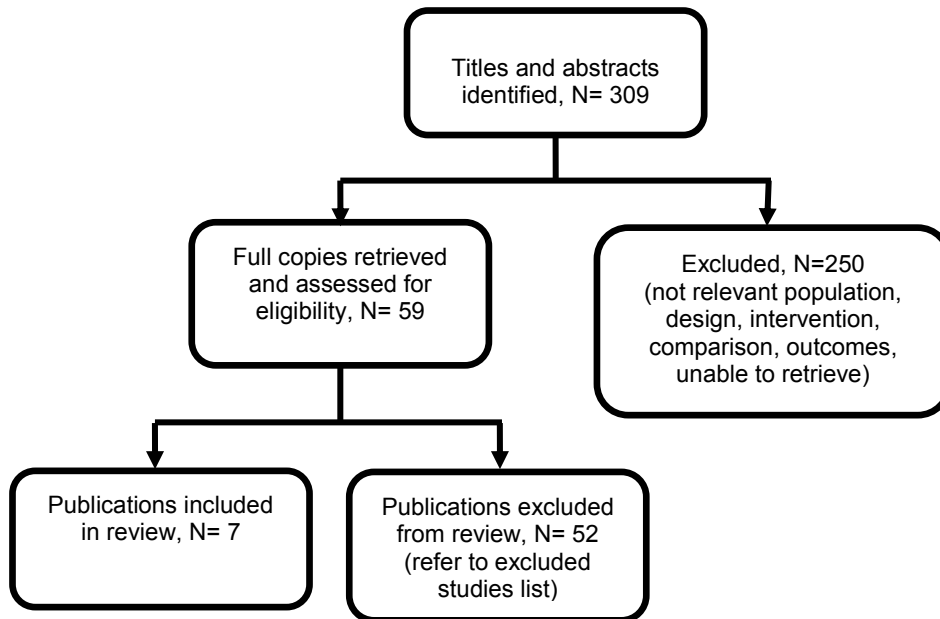 Titles and abstracts
identified, N= 309
Full copies retrieved
and assessed for
eligibility, N= 59
Excluded, N=250
(not relevant population,
design, intervention,
comparison, outcomes,
unable to retrieve)
Publications included
in review, N= 7
Publications excluded
from review, N= 52
(refer to excluded
studies list)